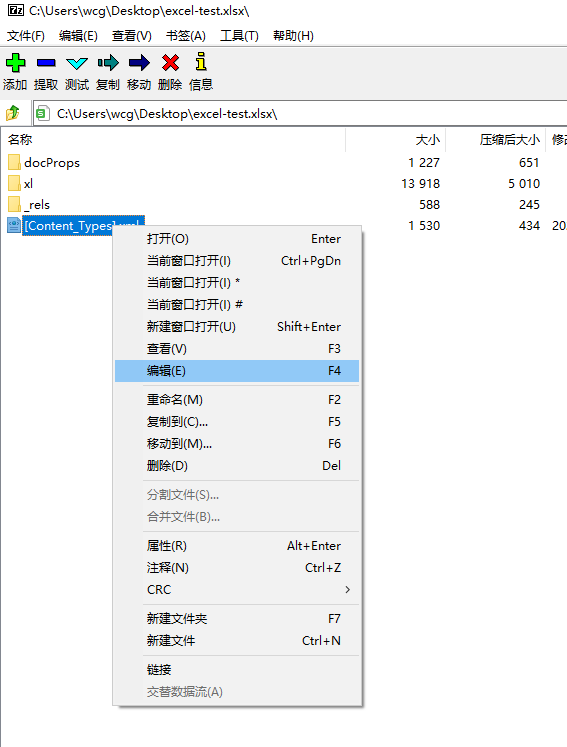 C:\Users\wcg\Desktop\excel-test.xlsx\
文件(F) 编辑(E) 查看(V) 书签(A) 工具(T) 帮助(H)
添加 提取 测试 复制 移动 删除 信息
C:\Users\wcg\Desktop\excel-test.xlsx\
名称 大小 压缩后大小
docProps 1 227 651
xl 13 918 5 010
_rels 588 245
[Content_Types].xml 1 530 434
打开(O) Enter
当前窗口打开(I) Ctrl+PgDn
当前窗口打开(I) *
当前窗口打开(I) #
新建窗口打开(U) Shift+Enter
查看(V) F3
编辑(E) F4
重命名(M) F2
复制到(C)... F5
移动到(M)... F6
删除(D) Del
分割文件(S)...
合并文件(B)...
属性(R) Alt+Enter
注释(N) Ctrl+Z
CRC
新建文件夹 F7
新建文件 Ctrl+N
链接
交替数据流(A)